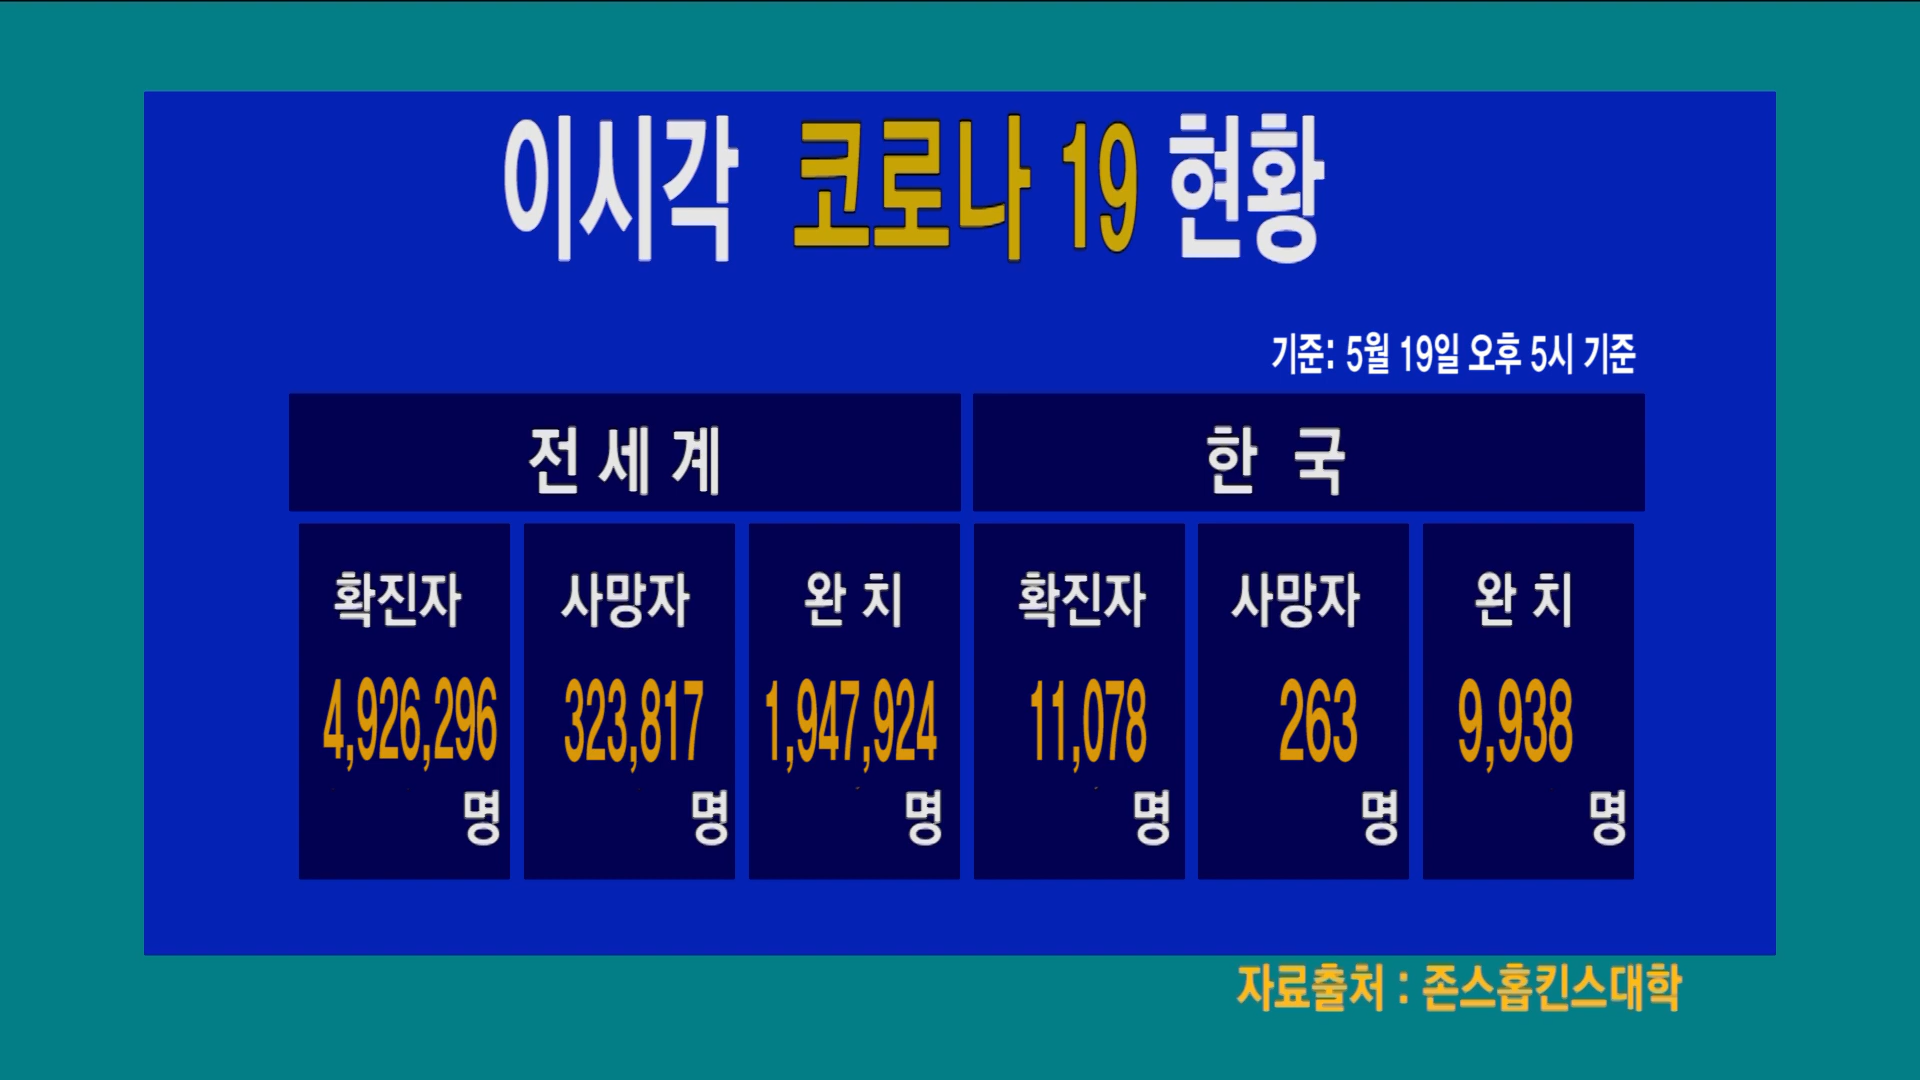 이시각 코로나 19 현황
기준: 5월 19일 오후 5시 기준
전 세 계 한 국
확진자 사망자 완 치 확진자 사망자 완 치
4,926,296 323,817 1,947,924 11,078 263 9,938
명 명 명 명 명 명
자료출처 : 존스홉킨스대학